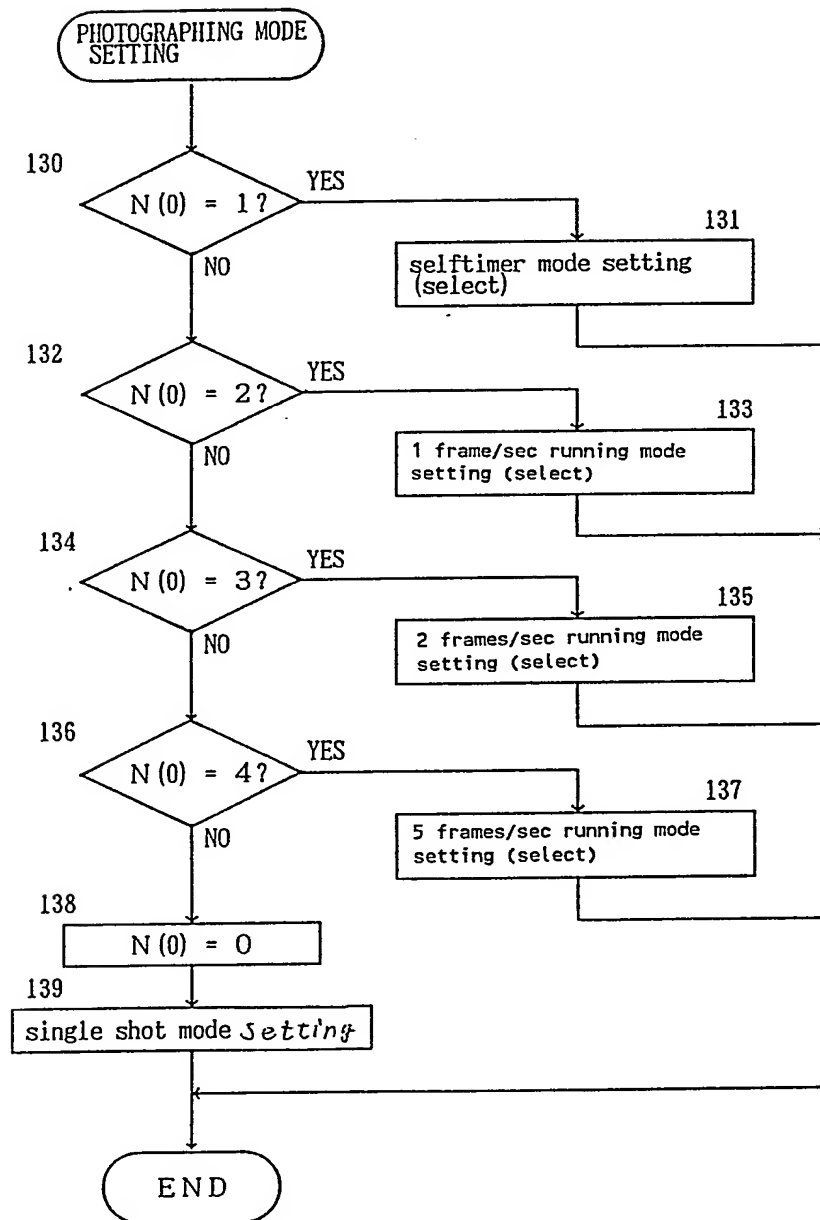 PHOTOGRAPHING MODE
SETTING
130
N(0) = 1?
YES
NO
131
selftimer mode setting
(select)
132
N(0) = 2?
YES
NO
133
1 frame/sec running mode
setting (select)
134
N(0) = 3?
YES
NO
135
2 frames/sec running mode
setting (select)
136
N(0) = 4?
YES
NO
137
5 frames/sec running mode
setting (select)
138
N(0) = 0
139
single shot mode setting
END